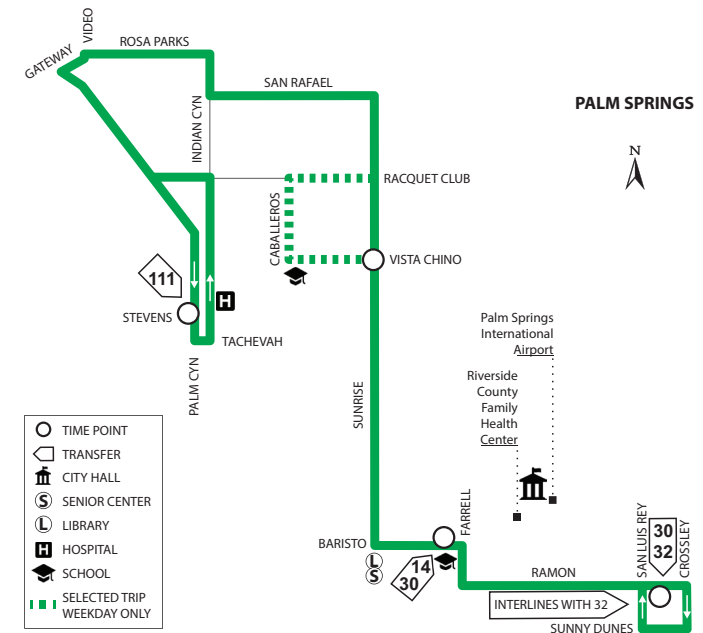 VIDEO
GATEWAY
ROSA PARKS
SAN RAFAEL
INDIAN CYN
PALM SPRINGS
N
RACQUET CLUB
CABALLEROS
VISTA CHINO
111
H
STEVENS
TACHEVAH
PALM CYN
SUNRISE
Palm Springs
International
Airport
Riverside
County
Family
Health
Center
TIME POINT
TRANSFER
CITY HALL
S SENIOR CENTER
L LIBRARY
H HOSPITAL
SCHOOL
SELECTED TRIP
WEEKDAY ONLY
BARISTO
L
S
14
30
FARRELL
RAMON
SAN LUIS REY
30
32
CROSSLEY
INTERLINES WITH 32
SUNNY DUNES